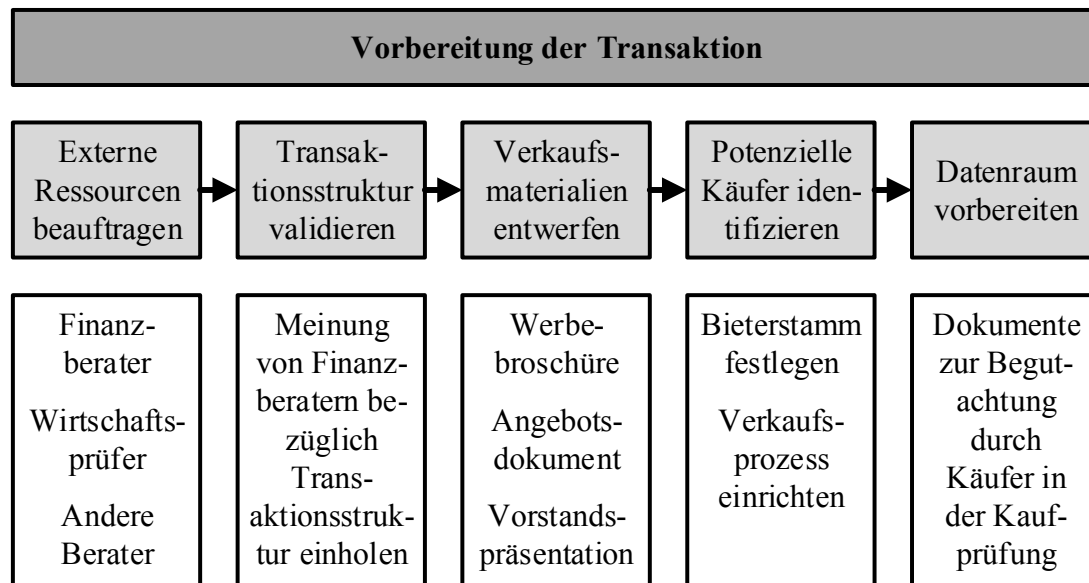 Vorbereitung der Transaktion
Externe
Ressourcen
beauftragen
Transak-
tionsstruktur
validieren
Verkaufs-
materialien
entwerfen
Potenzielle
Käufer iden-
tifizieren
Datenraum
vorbereiten
Finanz-
berater
Wirtschafts-
prüfer
Andere
Berater
Meinung
von Finanz-
beratern be-
züglich
Trans-
aktionsstruk-
tur einholen
Werbe-
broschüre
Angebots-
dokument
Vorstands-
präsentation
Bieterstamm
festlegen
Verkaufs-
prozess
einrichten
Dokumente
zur Begut-
achtung
durch
Käufer in
der Kauf-
prüfung